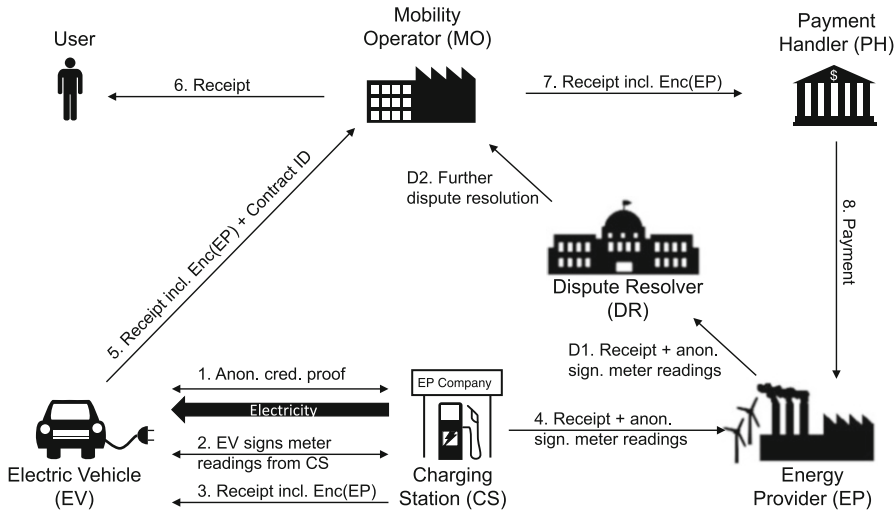 User
Mobility
Operator (MO)
Payment
Handler (PH)
6. Receipt
7. Receipt incl. Enc(EP)
$
D2. Further
dispute resolution
5. Receipt incl. Enc(EP) + Contract ID
8. Payment
Dispute Resolver
(DR)
D1. Receipt + anon.
sign. meter readings
1. Anon. cred. proof
EP Company
Electricity
2. EV signs meter
readings from CS
4. Receipt + anon.
sign. meter readings
3. Receipt incl. Enc(EP)
Electric Vehicle
(EV)
Charging
Station (CS)
Energy
Provider (EP)